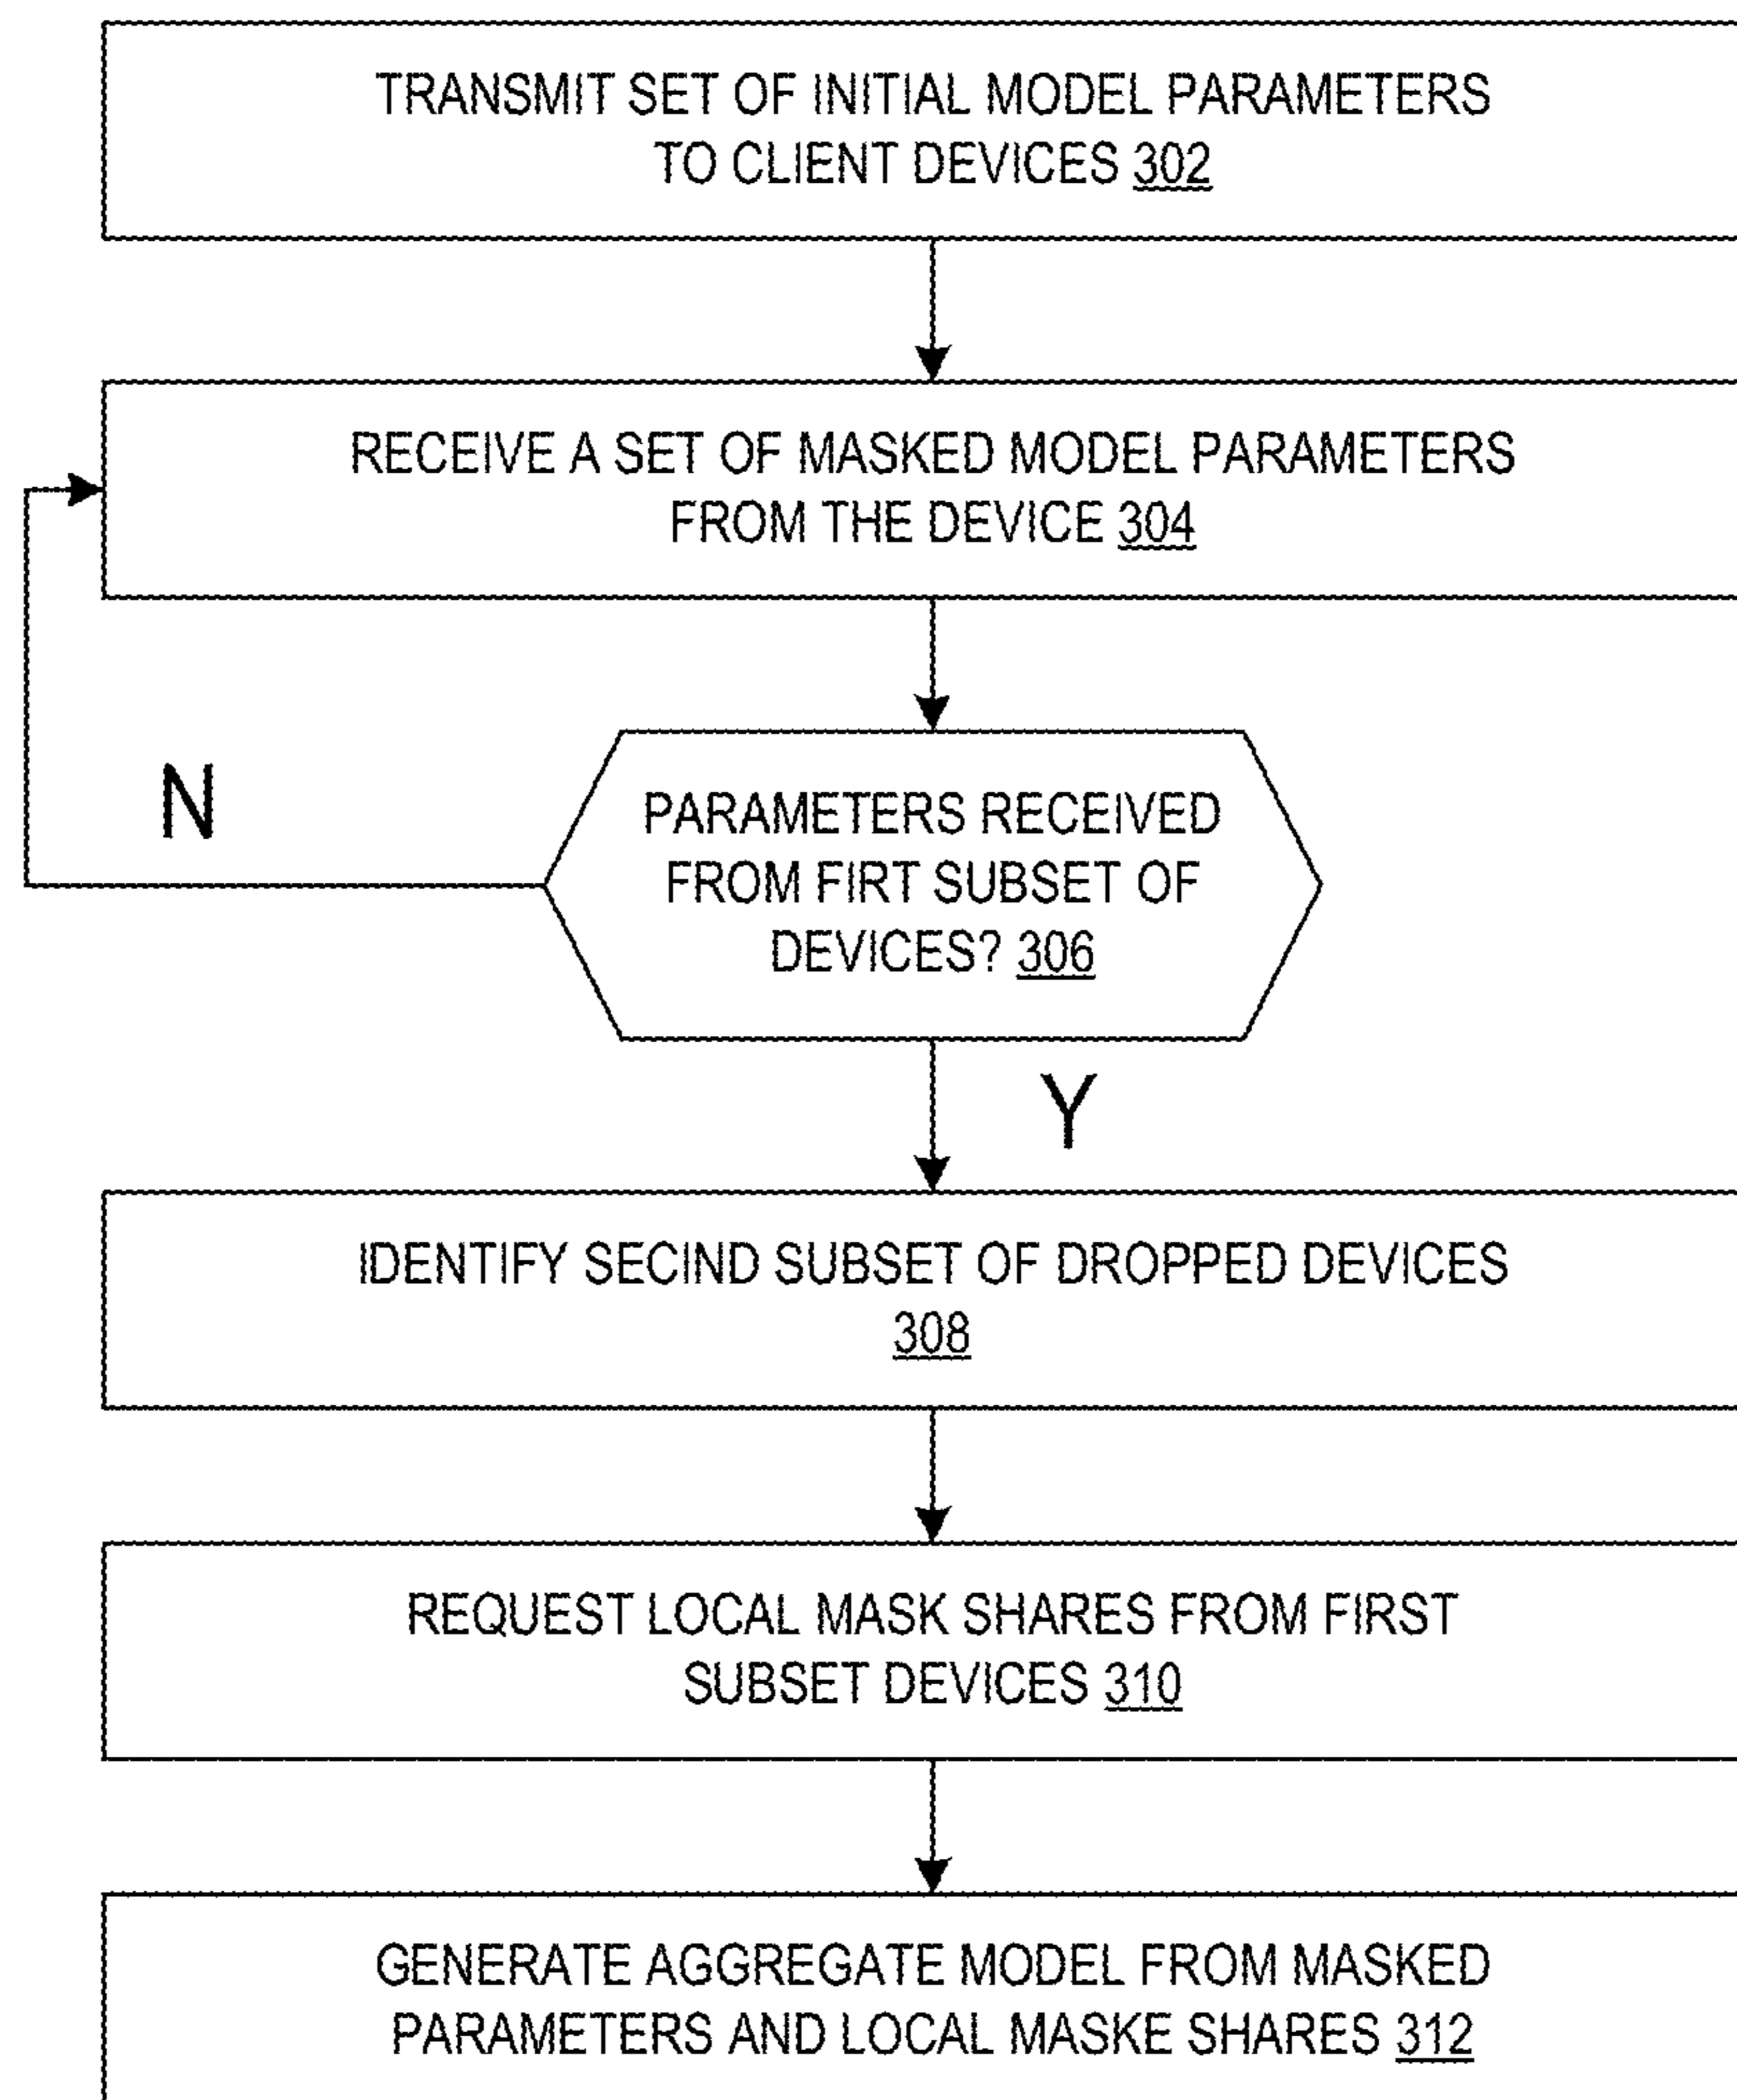 TRANSMIT SET OF INITIAL MODEL PARAMETERS
TO CLIENT DEVICES 302
RECEIVE A SET OF MASKED MODEL PARAMETERS
FROM THE DEVICE 304
N
PARAMETERS RECEIVED
FROM FIRT SUBSET OF
DEVICES? 306
Y
IDENTIFY SECIND SUBSET OF DROPPED DEVICES
308
REQUEST LOCAL MASK SHARES FROM FIRST
SUBSET DEVICES 310
GENERATE AGGREGATE MODEL FROM MASKED
PARAMETERS AND LOCAL MASKE SHARES 312